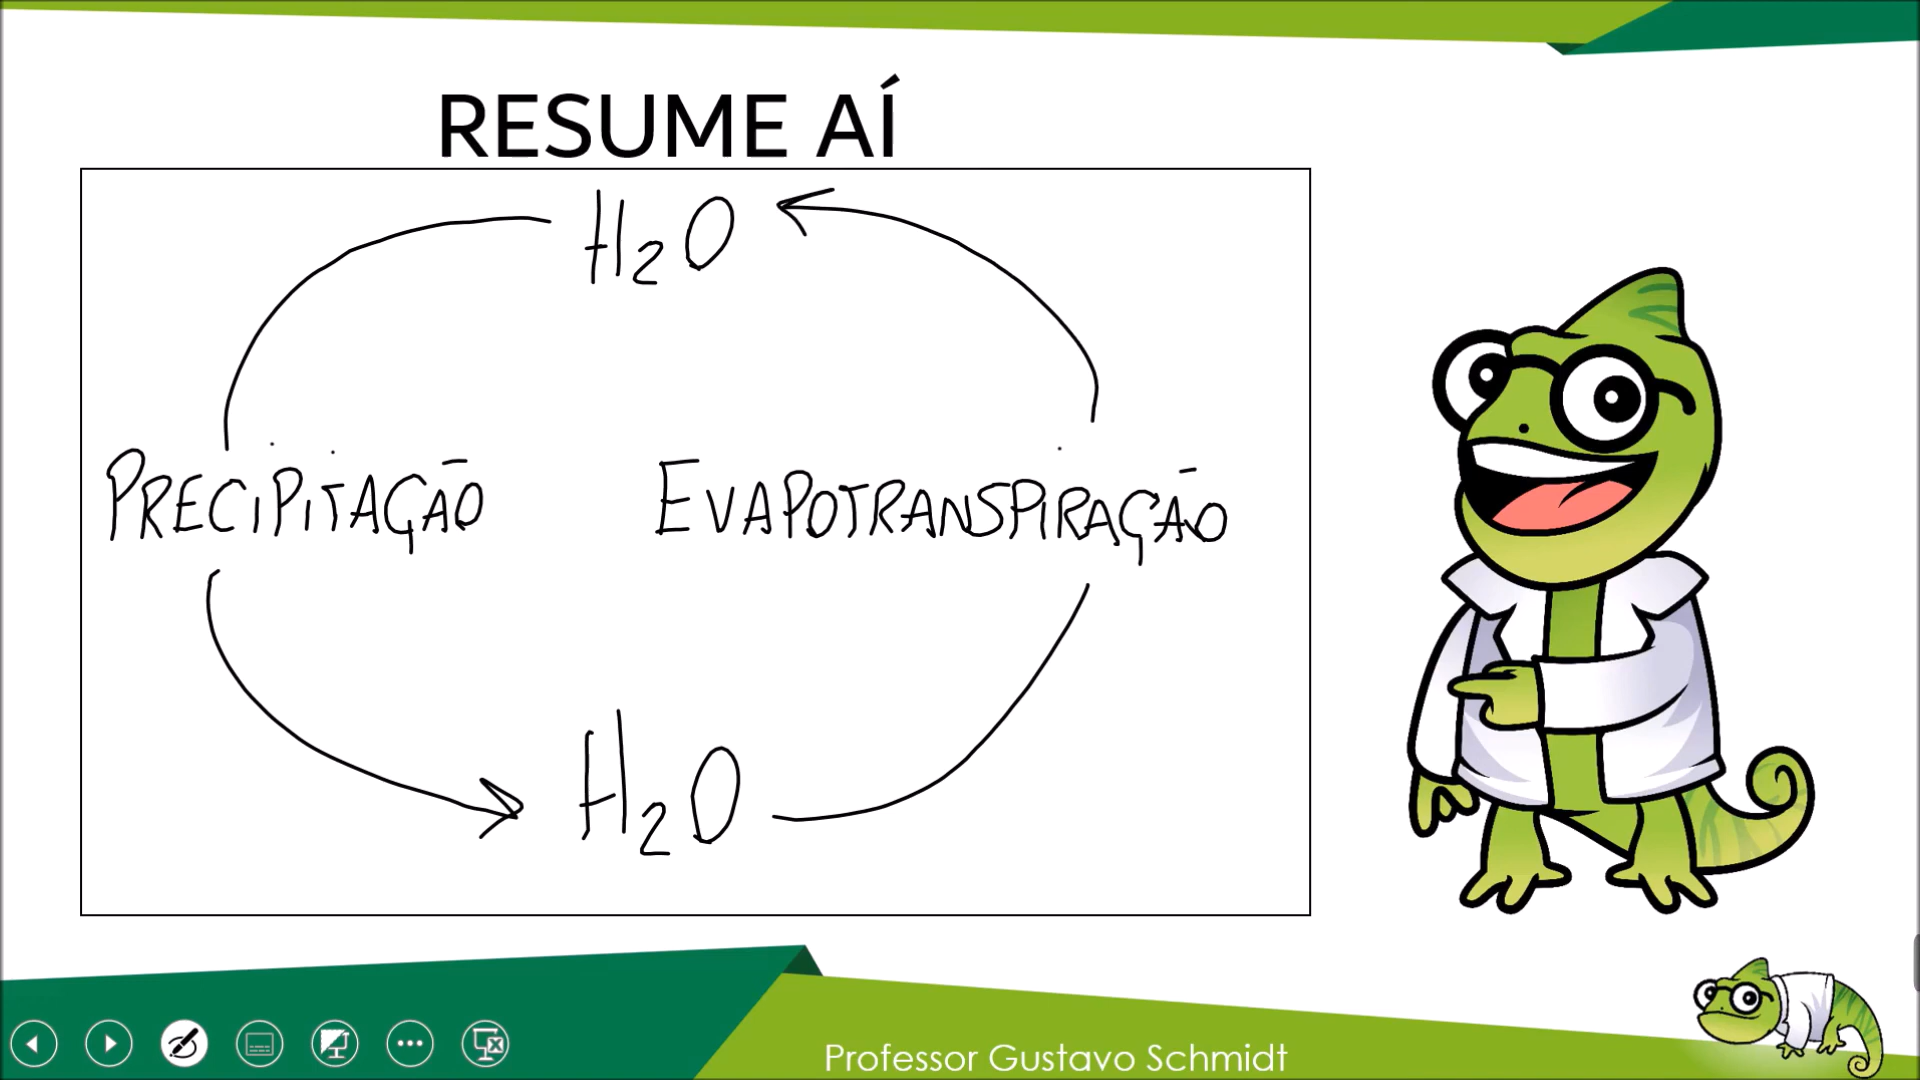 RESUME AÍ
H2O
PRECIPITAÇÃO
EVAPOTRANSPIRAÇÃO
H2O
Professor Gustavo Schmidt